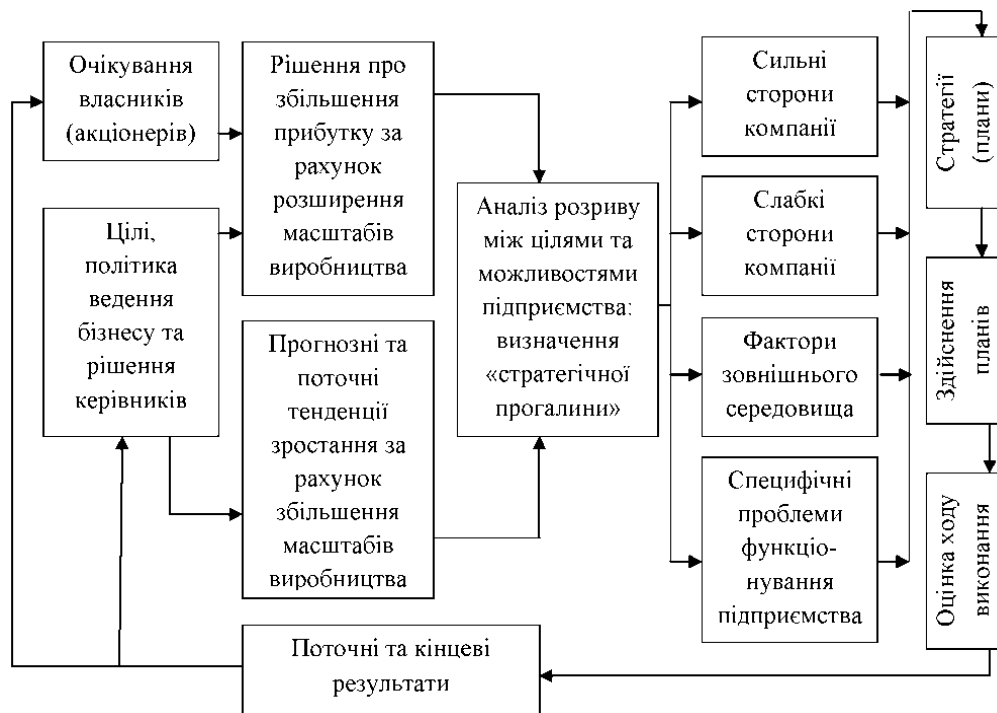 Очікування
власників
(акціонерів)
Цілі,
політика
ведення
бізнесу та
рішення
керівників
Рішення про
збільшення
прибутку за
рахунок
розширення
масштабів
виробництва
Прогнозні та
поточні
тенденції
зростання за
рахунок
збільшення
масштабів
виробництва
Аналіз розриву
між цілями та
можливостями
підприємства:
визначення
«стратегічної
прогалини»
Сильні
сторони
компанії
Слабкі
сторони
компанії
Фактори
зовнішнього
середовища
Специфічні
проблеми
функціо-
нування
підприємства
Стратегії
(плани)
Здійснення
планів
Оцінка ходу
виконання
Поточні та кінцеві
результати